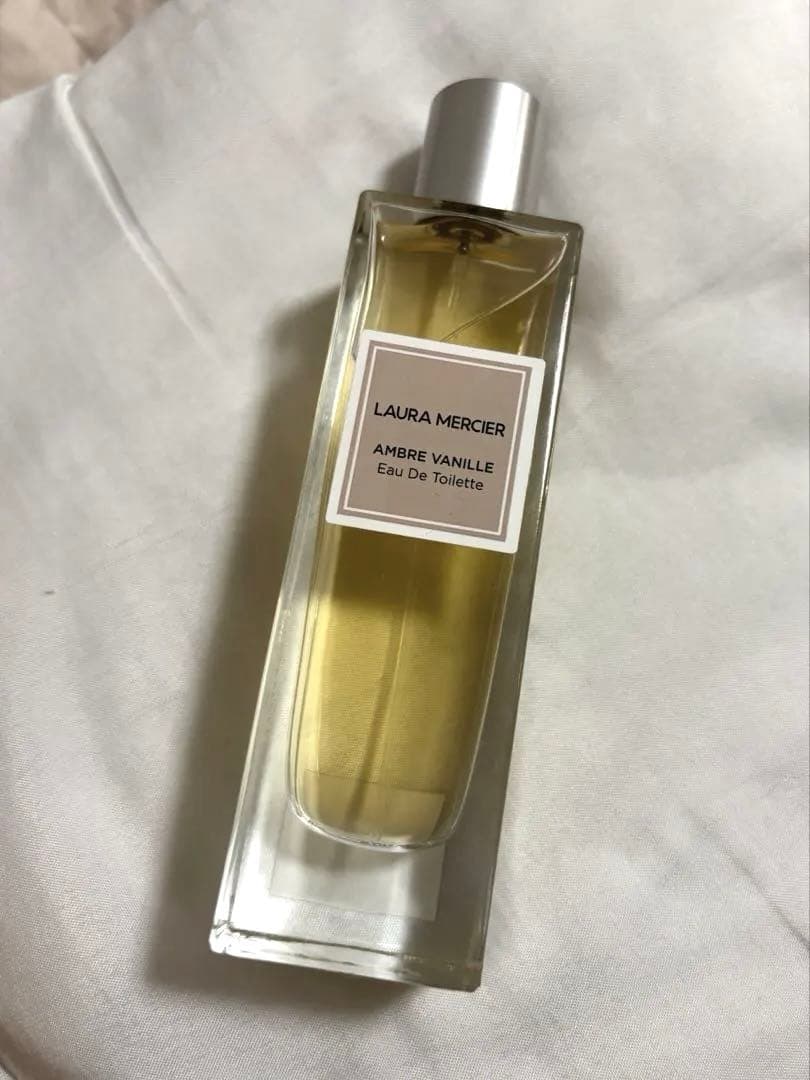 LAURA MERCIER
AMBRE VANILLE
Eau De Toilette